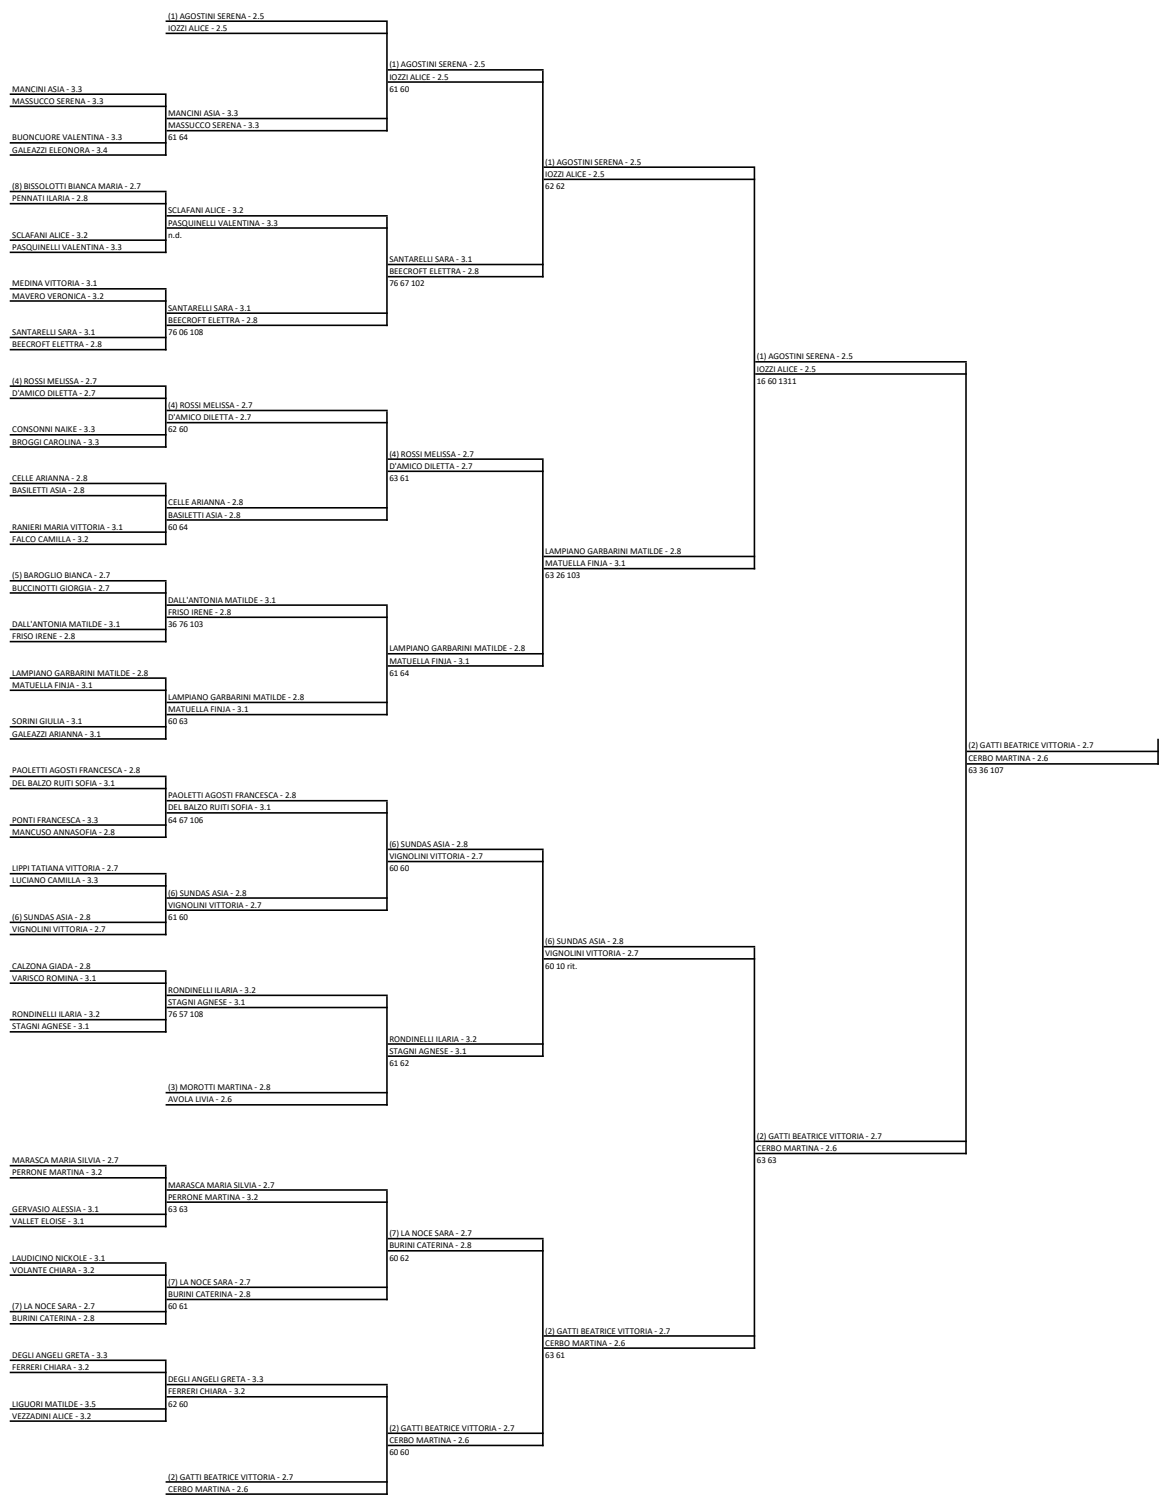 (1) AGOSTINI SERENA - 2.5
IOZZI ALICE - 2.5
(1) AGOSTINI SERENA - 2.5
IOZZI ALICE - 2.5
61 60
MANCINI ASIA - 3.3
MASSUCCO SERENA - 3.3
MANCINI ASIA - 3.3
MASSUCCO SERENA - 3.3
61 64
BUONCUORE VALENTINA - 3.3
GALEAZZI ELEONORA - 3.4
(1) AGOSTINI SERENA - 2.5
IOZZI ALICE - 2.5
62 62
(8) BISSOLOTTI BIANCA MARIA - 2.7
PENNATI ILARIA - 2.8
SCLAFANI ALICE - 3.2
PASQUINELLI VALENTINA - 3.3
n.d.
SCLAFANI ALICE - 3.2
PASQUINELLI VALENTINA - 3.3
SANTARELLI SARA - 3.1
BEECROFT ELETTRA - 2.8
76 67 102
MEDINA VITTORIA - 3.1
MAVERO VERONICA - 3.2
SANTARELLI SARA - 3.1
BEECROFT ELETTRA - 2.8
76 06 108
SANTARELLI SARA - 3.1
BEECROFT ELETTRA - 2.8
(1) AGOSTINI SERENA - 2.5
IOZZI ALICE - 2.5
16 60 1311
(4) ROSSI MELISSA - 2.7
D'AMICO DILETTA - 2.7
(4) ROSSI MELISSA - 2.7
D'AMICO DILETTA - 2.7
62 60
CONSONNI NAIKE - 3.3
BROGGI CAROLINA - 3.3
(4) ROSSI MELISSA - 2.7
D'AMICO DILETTA - 2.7
63 61
CELLE ARIANNA - 2.8
BASILETTI ASIA - 2.8
CELLE ARIANNA - 2.8
BASILETTI ASIA - 2.8
60 64
RANIERI MARIA VITTORIA - 3.1
FALCO CAMILLA - 3.2
LAMPIANO GARBARINI MATILDE - 2.8
MATUELLA FINJA - 3.1
63 26 103
(5) BAROGLIO BIANCA - 2.7
BUCCINOTTI GIORGIA - 2.7
DALL'ANTONIA MATILDE - 3.1
FRISO IRENE - 2.8
36 76 103
DALL'ANTONIA MATILDE - 3.1
FRISO IRENE - 2.8
LAMPIANO GARBARINI MATILDE - 2.8
MATUELLA FINJA - 3.1
61 64
LAMPIANO GARBARINI MATILDE - 2.8
MATUELLA FINJA - 3.1
LAMPIANO GARBARINI MATILDE - 2.8
MATUELLA FINJA - 3.1
60 63
SORINI GIULIA - 3.1
GALEAZZI ARIANNA - 3.1
(2) GATTI BEATRICE VITTORIA - 2.7
CERBO MARTINA - 2.6
63 36 107
PAOLETTI AGOSTI FRANCESCA - 2.8
DEL BALZO RUITI SOFIA - 3.1
PAOLETTI AGOSTI FRANCESCA - 2.8
DEL BALZO RUITI SOFIA - 3.1
64 67 106
PONTI FRANCESCA - 3.3
MANCUSO ANNASOFIA - 2.8
(6) SUNDAS ASIA - 2.8
VIGNOLINI VITTORIA - 2.7
60 60
LIPPI TATIANA VITTORIA - 2.7
LUCIANO CAMILLA - 3.3
(6) SUNDAS ASIA - 2.8
VIGNOLINI VITTORIA - 2.7
61 60
(6) SUNDAS ASIA - 2.8
VIGNOLINI VITTORIA - 2.7
(6) SUNDAS ASIA - 2.8
VIGNOLINI VITTORIA - 2.7
60 10 rit.
CALZONA GIADA - 2.8
VARISCO ROMINA - 3.1
RONDINELLI ILARIA - 3.2
STAGNI AGNESE - 3.1
76 57 108
RONDINELLI ILARIA - 3.2
STAGNI AGNESE - 3.1
RONDINELLI ILARIA - 3.2
STAGNI AGNESE - 3.1
61 62
(3) MOROTTI MARTINA - 2.8
AVOLA LIVIA - 2.6
(2) GATTI BEATRICE VITTORIA - 2.7
CERBO MARTINA - 2.6
63 63
MARASCA MARIA SILVIA - 2.7
PERRONE MARTINA - 3.2
MARASCA MARIA SILVIA - 2.7
PERRONE MARTINA - 3.2
63 63
GERVASIO ALESSIA - 3.1
VALLET ELOISE - 3.1
(7) LA NOCE SARA - 2.7
BURINI CATERINA - 2.8
60 62
LAUDICINO NICKOLE - 3.1
VOLANTE CHIARA - 3.2
(7) LA NOCE SARA - 2.7
BURINI CATERINA - 2.8
60 61
(7) LA NOCE SARA - 2.7
BURINI CATERINA - 2.8
(2) GATTI BEATRICE VITTORIA - 2.7
CERBO MARTINA - 2.6
63 61
DEGLI ANGELI GRETA - 3.3
FERRERI CHIARA - 3.2
DEGLI ANGELI GRETA - 3.3
FERRERI CHIARA - 3.2
62 60
LIGUORI MATILDE - 3.5
VEZZADINI ALICE - 3.2
(2) GATTI BEATRICE VITTORIA - 2.7
CERBO MARTINA - 2.6
60 60
(2) GATTI BEATRICE VITTORIA - 2.7
CERBO MARTINA - 2.6